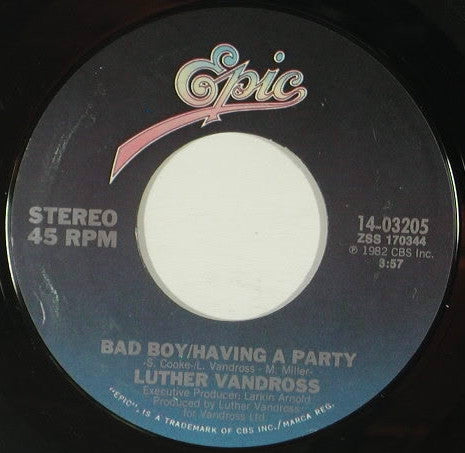 Epic
STEREO
45 RPM
14-03205
ZSS 170344
℗ 1982 CBS Inc.
3:57
BAD BOY/HAVING A PARTY
-S. Cooke-/L. Vandross - M. Miller-
LUTHER VANDROSS
Executive Producer: Larkin Arnold
Produced by Luther Vandross
for Vandross Ltd.
"EPIC", IS A TRADEMARK OF CBS INC./MARCA REG.